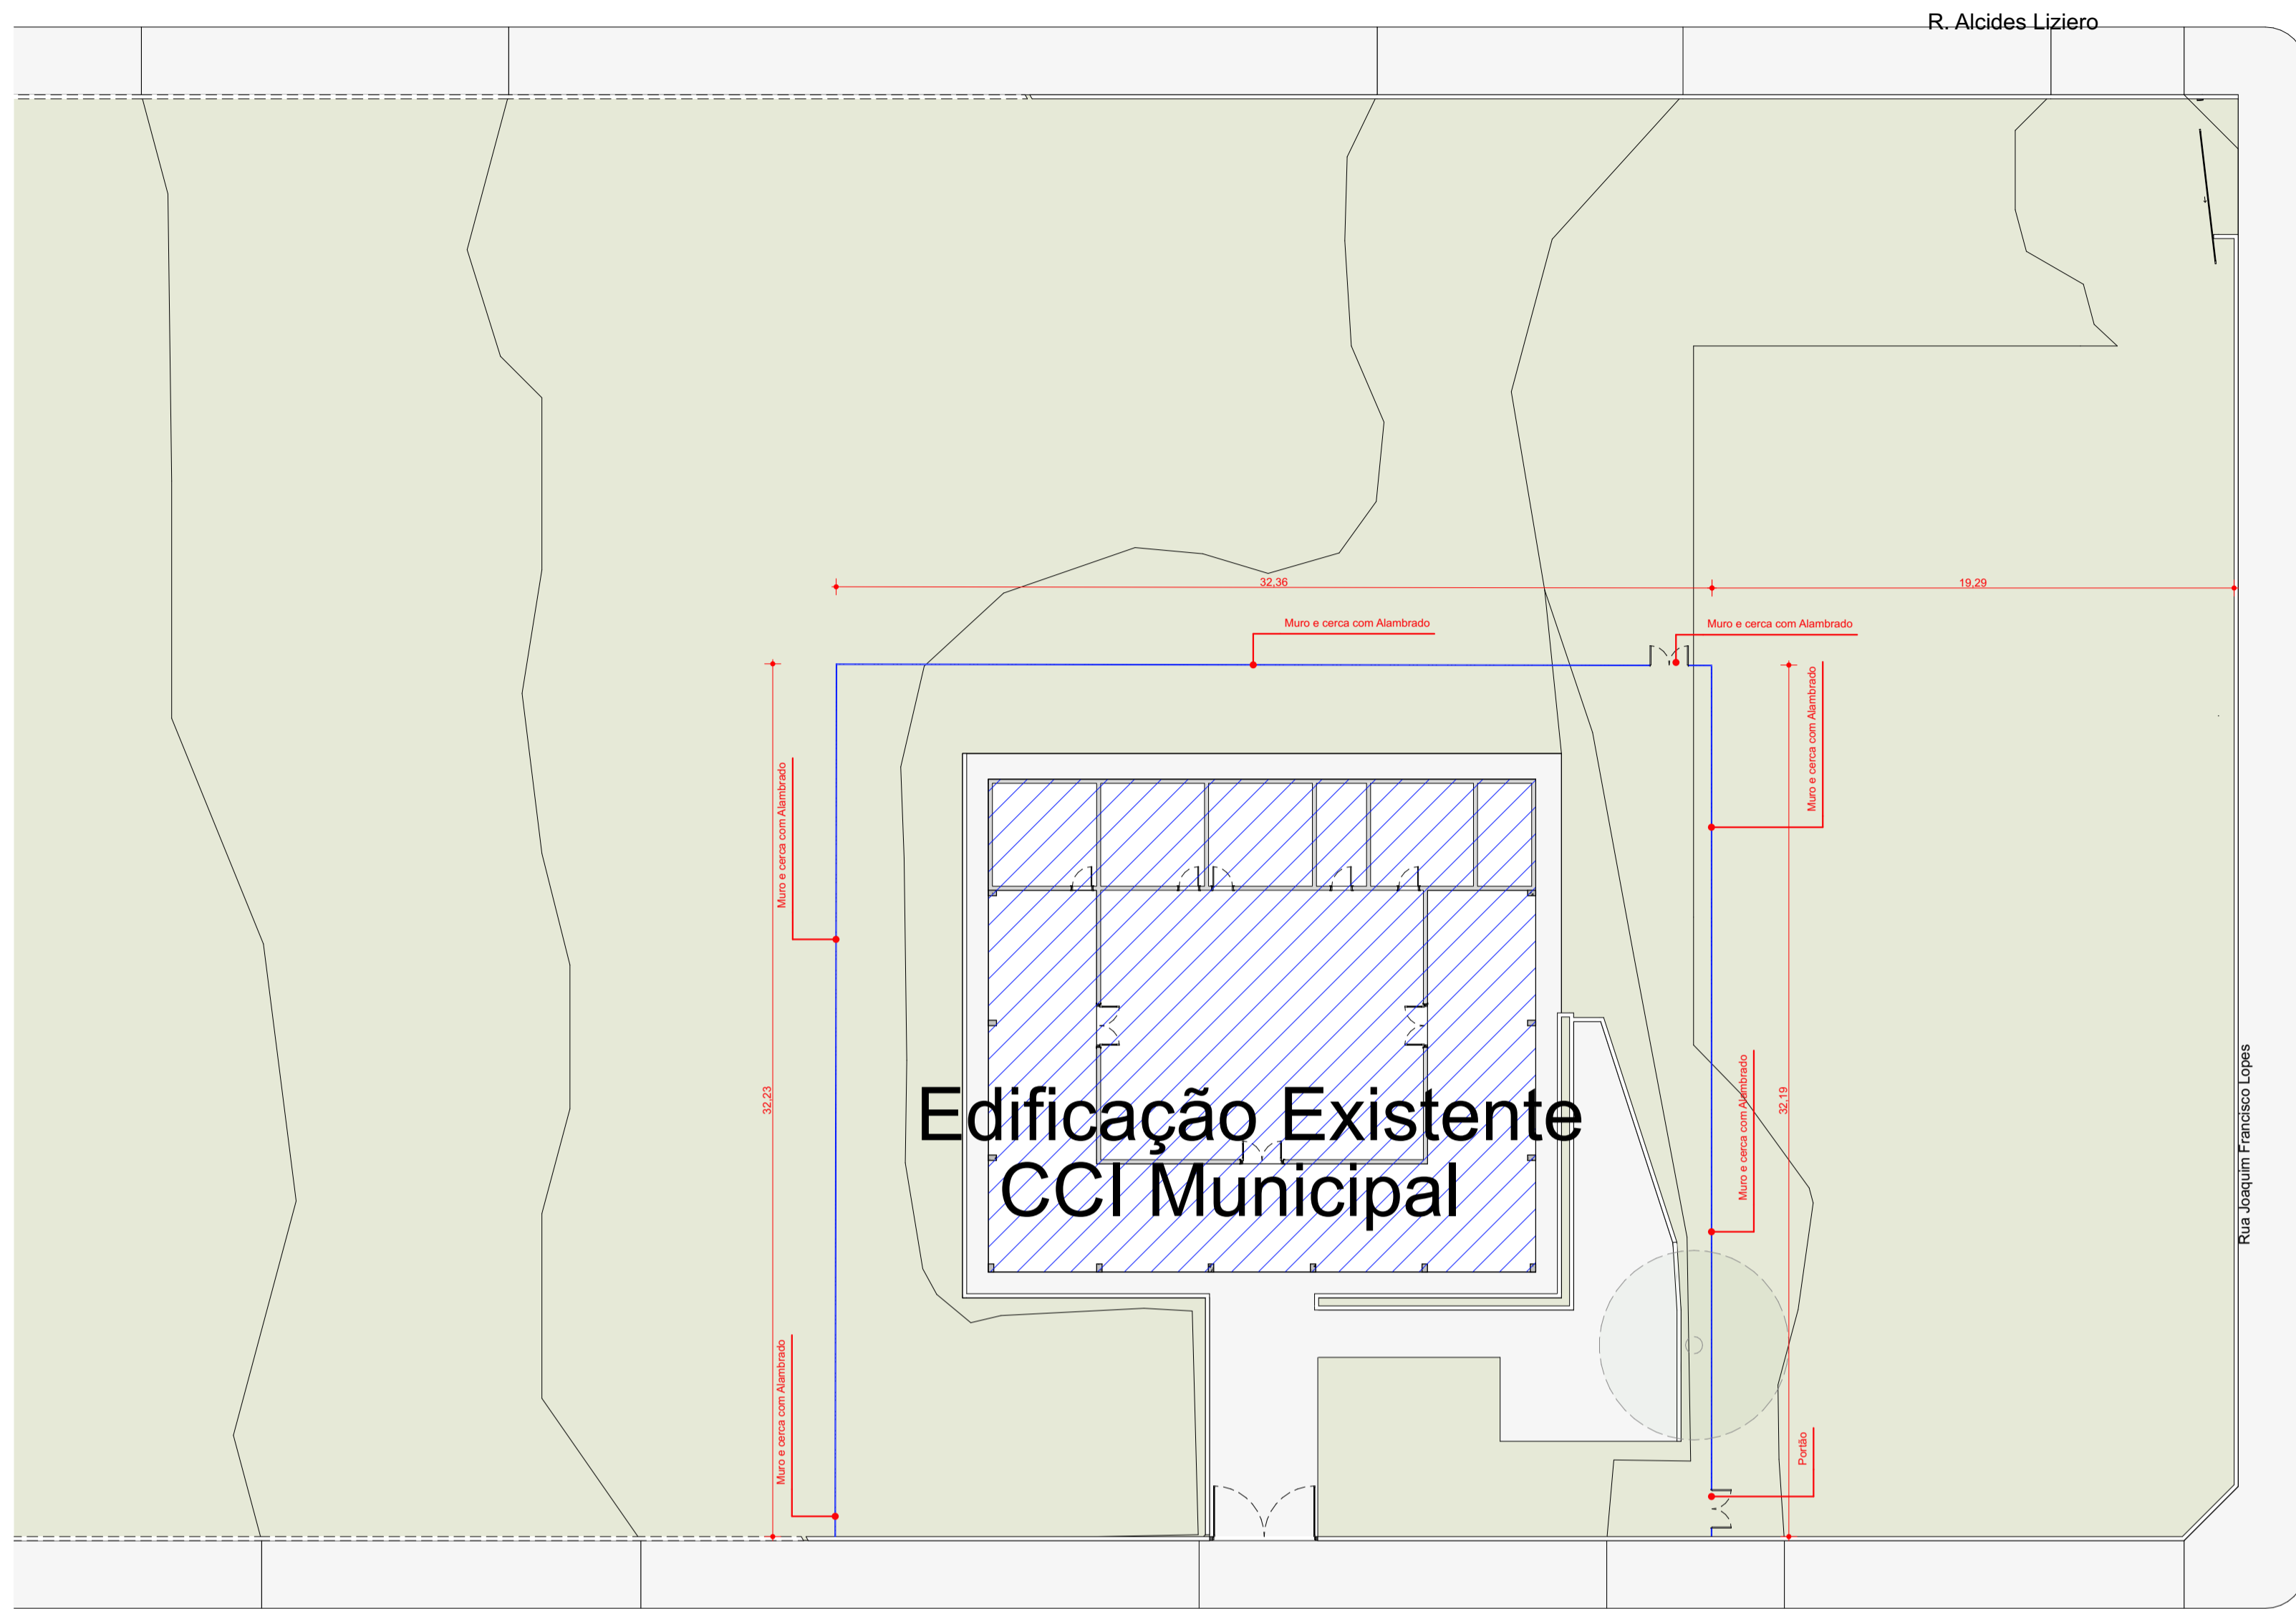 R. Alcides Liziero
32,36
19,29
Muro e cerca com Alambrado
Muro e cerca com Alambrado
Muro e cerca com Alambrado
Muro e cerca com Alambrado
32,23
Muro e cerca com Alambrado
32,19
Rua Joaquim Francisco Lopes
Edificação Existente
CCI Municipal
Muro e cerca com Alambrado
Portão